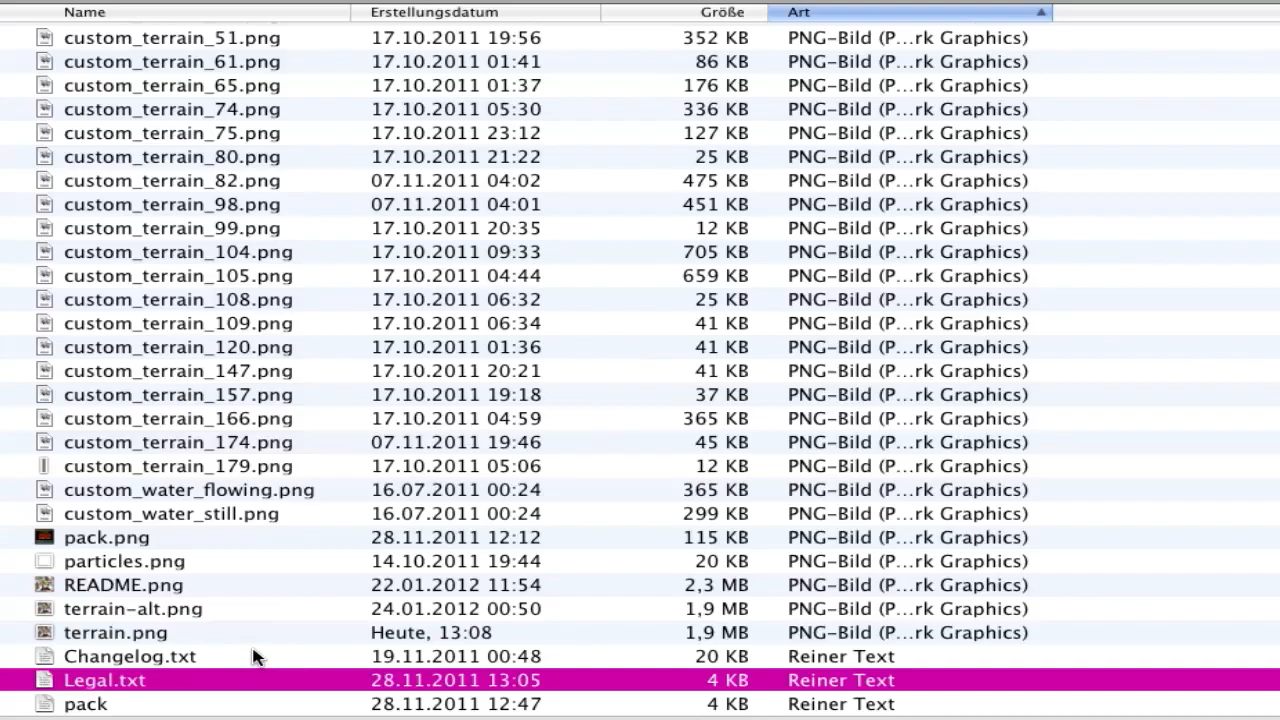 Name Erstellungsdatum Größe Art
custom_terrain_51.png 17.10.2011 19:56 352 KB PNG-Bild (P...rk Graphics)
custom_terrain_61.png 17.10.2011 01:41 86 KB PNG-Bild (P...rk Graphics)
custom_terrain_65.png 17.10.2011 01:37 176 KB PNG-Bild (P...rk Graphics)
custom_terrain_74.png 17.10.2011 05:30 336 KB PNG-Bild (P...rk Graphics)
custom_terrain_75.png 17.10.2011 23:12 127 KB PNG-Bild (P...rk Graphics)
custom_terrain_80.png 17.10.2011 21:22 25 KB PNG-Bild (P...rk Graphics)
custom_terrain_82.png 07.11.2011 04:02 475 KB PNG-Bild (P...rk Graphics)
custom_terrain_98.png 07.11.2011 04:01 451 KB PNG-Bild (P...rk Graphics)
custom_terrain_99.png 17.10.2011 20:35 12 KB PNG-Bild (P...rk Graphics)
custom_terrain_104.png 17.10.2011 09:33 705 KB PNG-Bild (P...rk Graphics)
custom_terrain_105.png 17.10.2011 04:44 659 KB PNG-Bild (P...rk Graphics)
custom_terrain_108.png 17.10.2011 06:32 25 KB PNG-Bild (P...rk Graphics)
custom_terrain_109.png 17.10.2011 06:34 41 KB PNG-Bild (P...rk Graphics)
custom_terrain_120.png 17.10.2011 01:36 41 KB PNG-Bild (P...rk Graphics)
custom_terrain_147.png 17.10.2011 20:21 41 KB PNG-Bild (P...rk Graphics)
custom_terrain_157.png 17.10.2011 19:18 37 KB PNG-Bild (P...rk Graphics)
custom_terrain_166.png 17.10.2011 04:59 365 KB PNG-Bild (P...rk Graphics)
custom_terrain_174.png 07.11.2011 19:46 45 KB PNG-Bild (P...rk Graphics)
custom_terrain_179.png 17.10.2011 05:06 12 KB PNG-Bild (P...rk Graphics)
custom_water_flowing.png 16.07.2011 00:24 365 KB PNG-Bild (P...rk Graphics)
custom_water_still.png 16.07.2011 00:24 299 KB PNG-Bild (P...rk Graphics)
pack.png 28.11.2011 12:12 115 KB PNG-Bild (P...rk Graphics)
particles.png 14.10.2011 19:44 20 KB PNG-Bild (P...rk Graphics)
README.png 22.01.2012 11:54 2,3 MB PNG-Bild (P...rk Graphics)
terrain-alt.png 24.01.2012 00:50 1,9 MB PNG-Bild (P...rk Graphics)
terrain.png Heute, 13:08 1,9 MB PNG-Bild (P...rk Graphics)
Changelog.txt 19.11.2011 00:48 20 KB Reiner Text
Legal.txt 28.11.2011 13:05 4 KB Reiner Text
pack 28.11.2011 12:47 4 KB Reiner Text